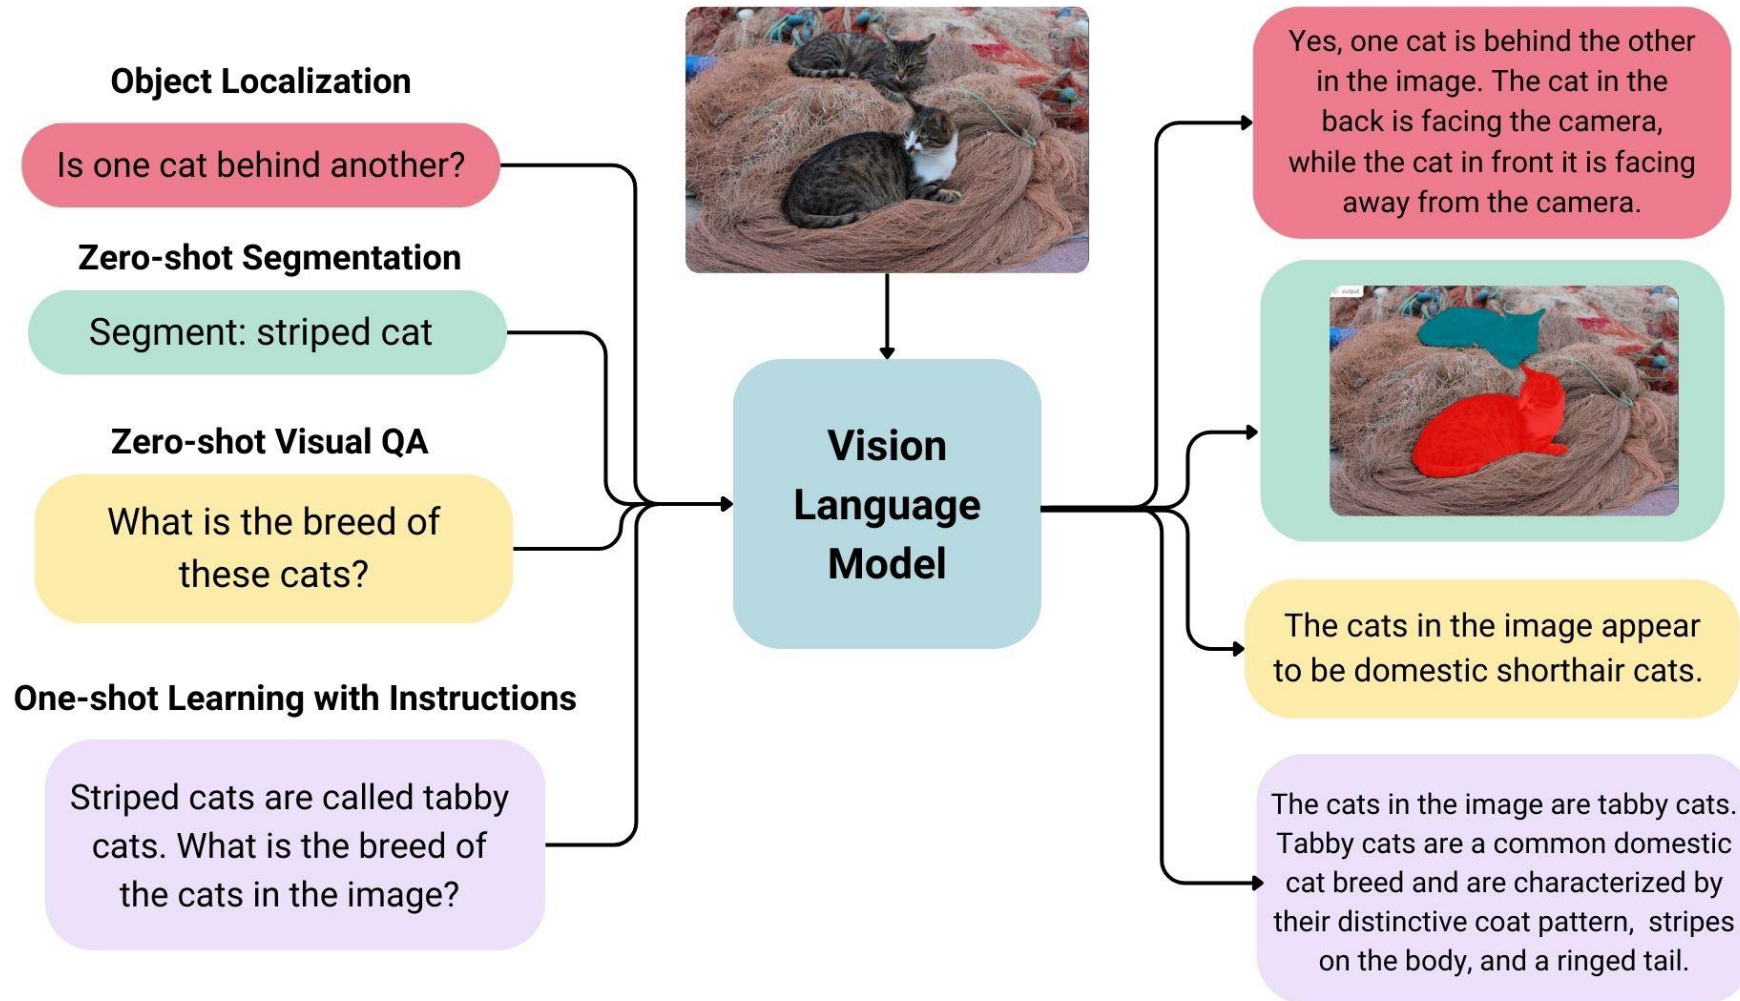 Object Localization
Is one cat behind another?
Zero-shot Segmentation
Segment: striped cat
Zero-shot Visual QA
What is the breed of
these cats?
One-shot Learning with Instructions
Striped cats are called tabby
cats. What is the breed of
the cats in the image?
Vision
Language
Model
Yes, one cat is behind the other
in the image. The cat in the
back is facing the camera,
while the cat in front it is facing
away from the camera.
output
The cats in the image appear
to be domestic shorthair cats.
The cats in the image are tabby cats.
Tabby cats are a common domestic
cat breed and are characterized by
their distinctive coat pattern, stripes
on the body, and a ringed tail.